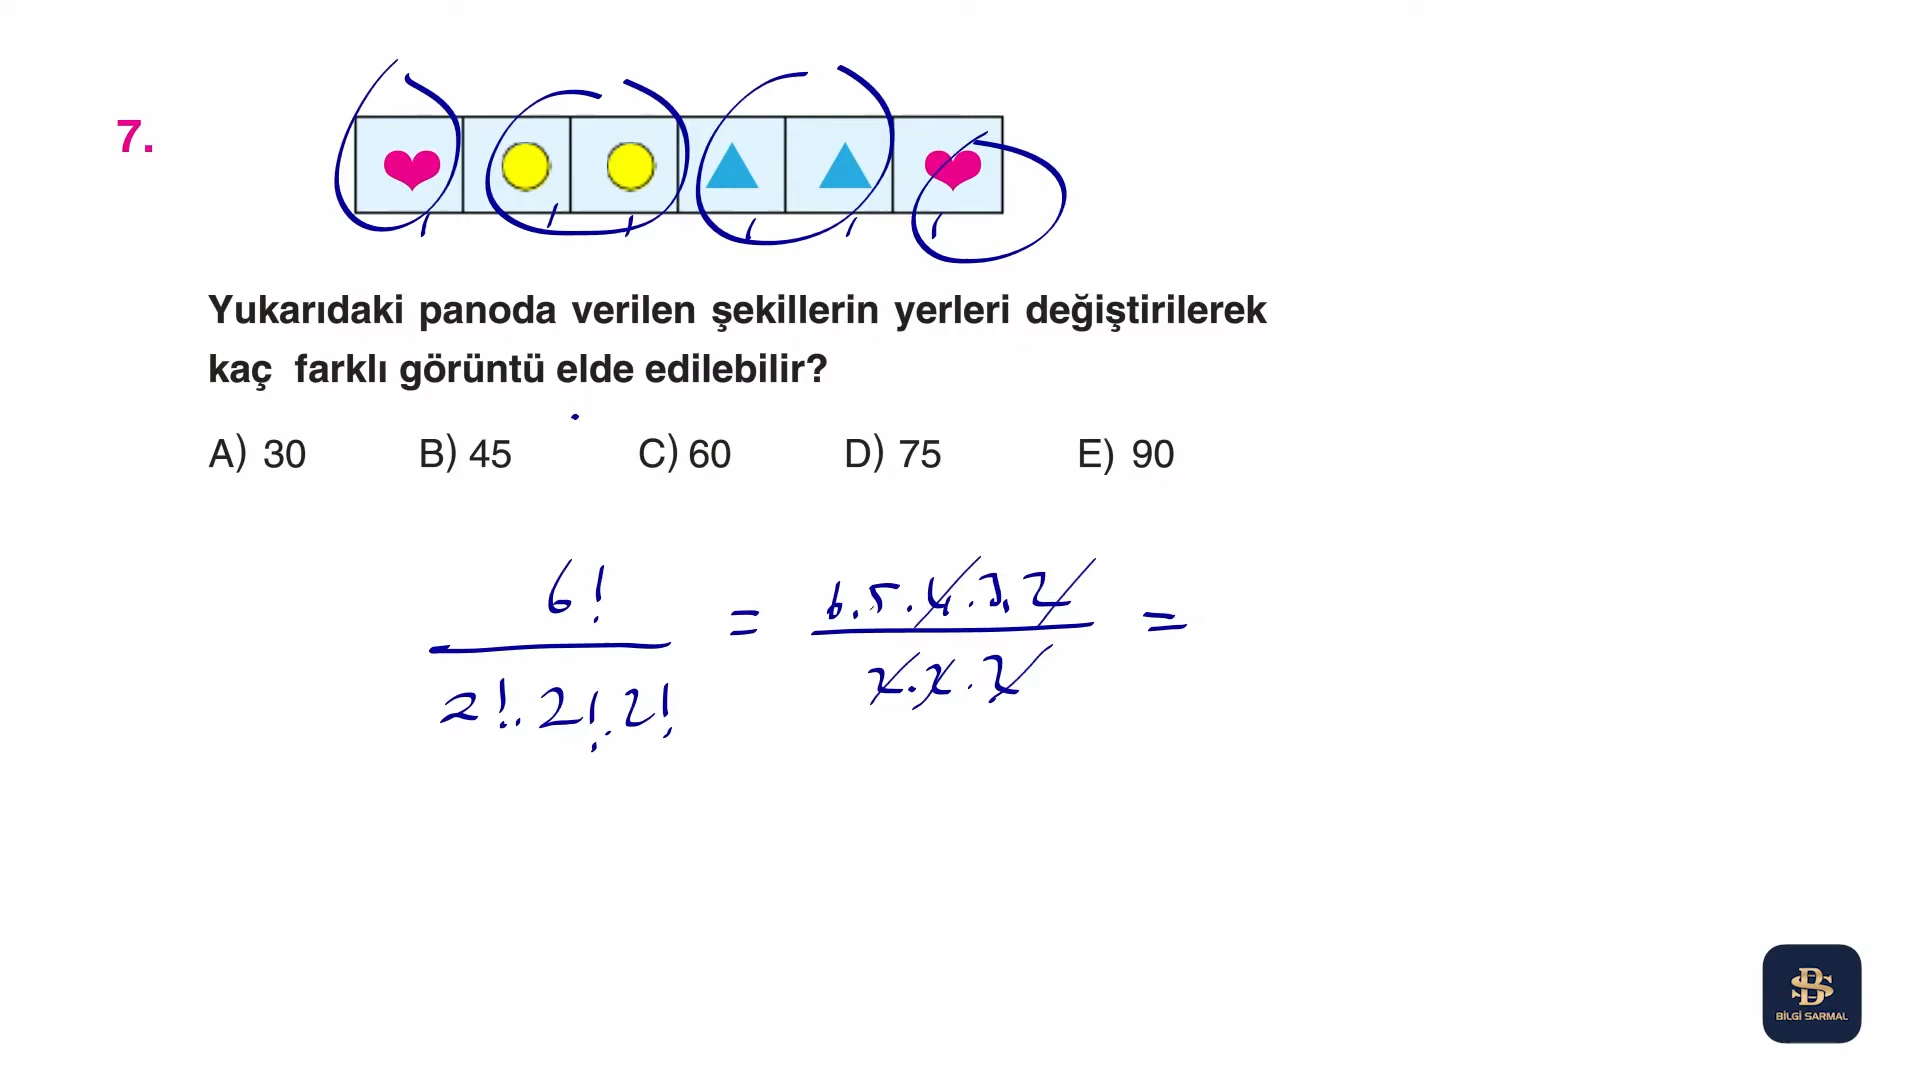 7.
Yukarıdaki panoda verilen şekillerin yerleri değiştirilerek
kaç farklı görüntü elde edilebilir?
A) 30 B) 45 C) 60 D) 75 E) 90
6! / 2!.2!.2! = 6.5.4.3.2 / 2.2.2 =
BİLGİ SARMAL